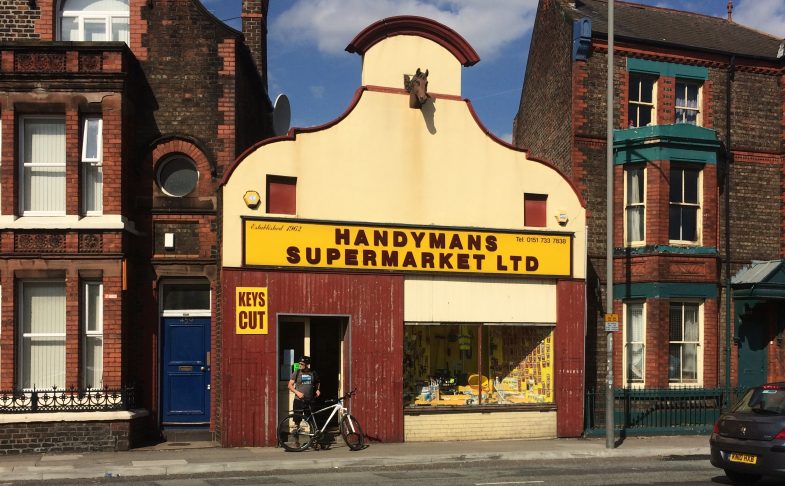 Established 1962
HANDYMANS
Tel: 0151 733 7838
SUPERMARKET LTD
KEYS
CUT